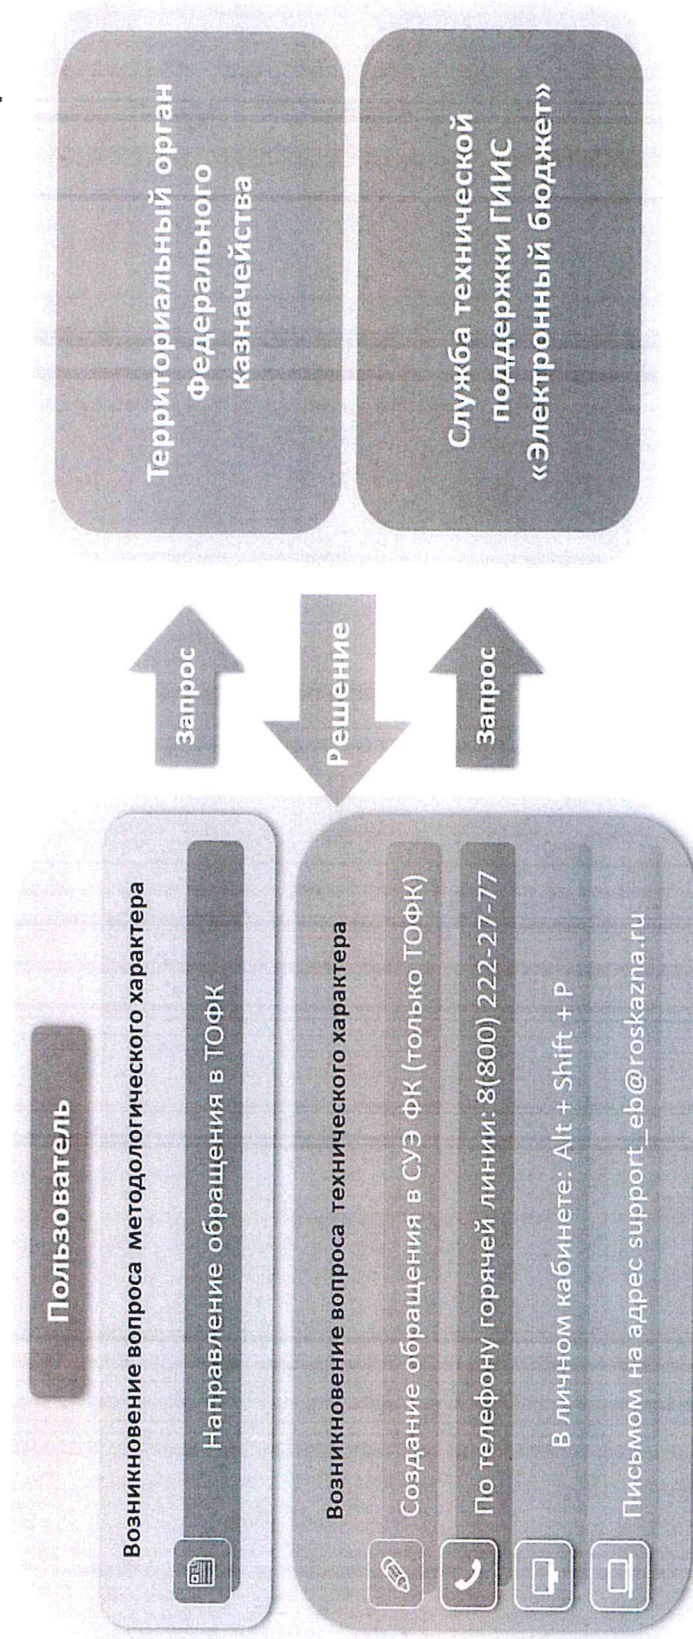 Пользователь
Возникновение вопроса методологического характера
Направление обращения в ТОФК
Возникновение вопроса технического характера
Создание обращения в СУЭ ФК (только ТОФК)
По телефону горячей линии: 8(800) 222-27-77
В личном кабинете: Alt + Shift + P
Письмом на адрес support_eb@roskazna.ru
Запрос
Решение
Запрос
Территориальный орган
Федерального
казначейства
Служба технической
поддержки ГИИС
«Электронный бюджет»